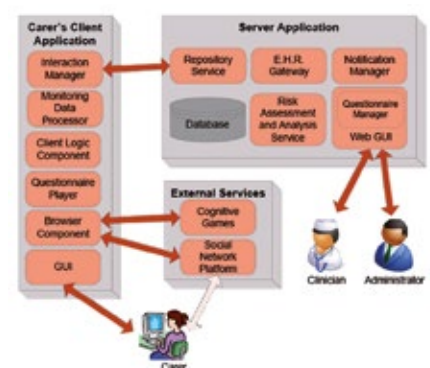 Carer's Client
Application
Interaction
Manager
Monitoring
Data
Processor
Client Logic
Component
Questionnaire
Player
Browser
Component
GUI
Server Application
Repository
Service
E.H.R.
Gateway
Notification
Manager
Database
Risk
Assessment
and Analysis
Service
Questionnaire
Manager
Web GUI
External Services
Cognitive
Games
Social
Network
Platform
Clinician
Administrator
Carer